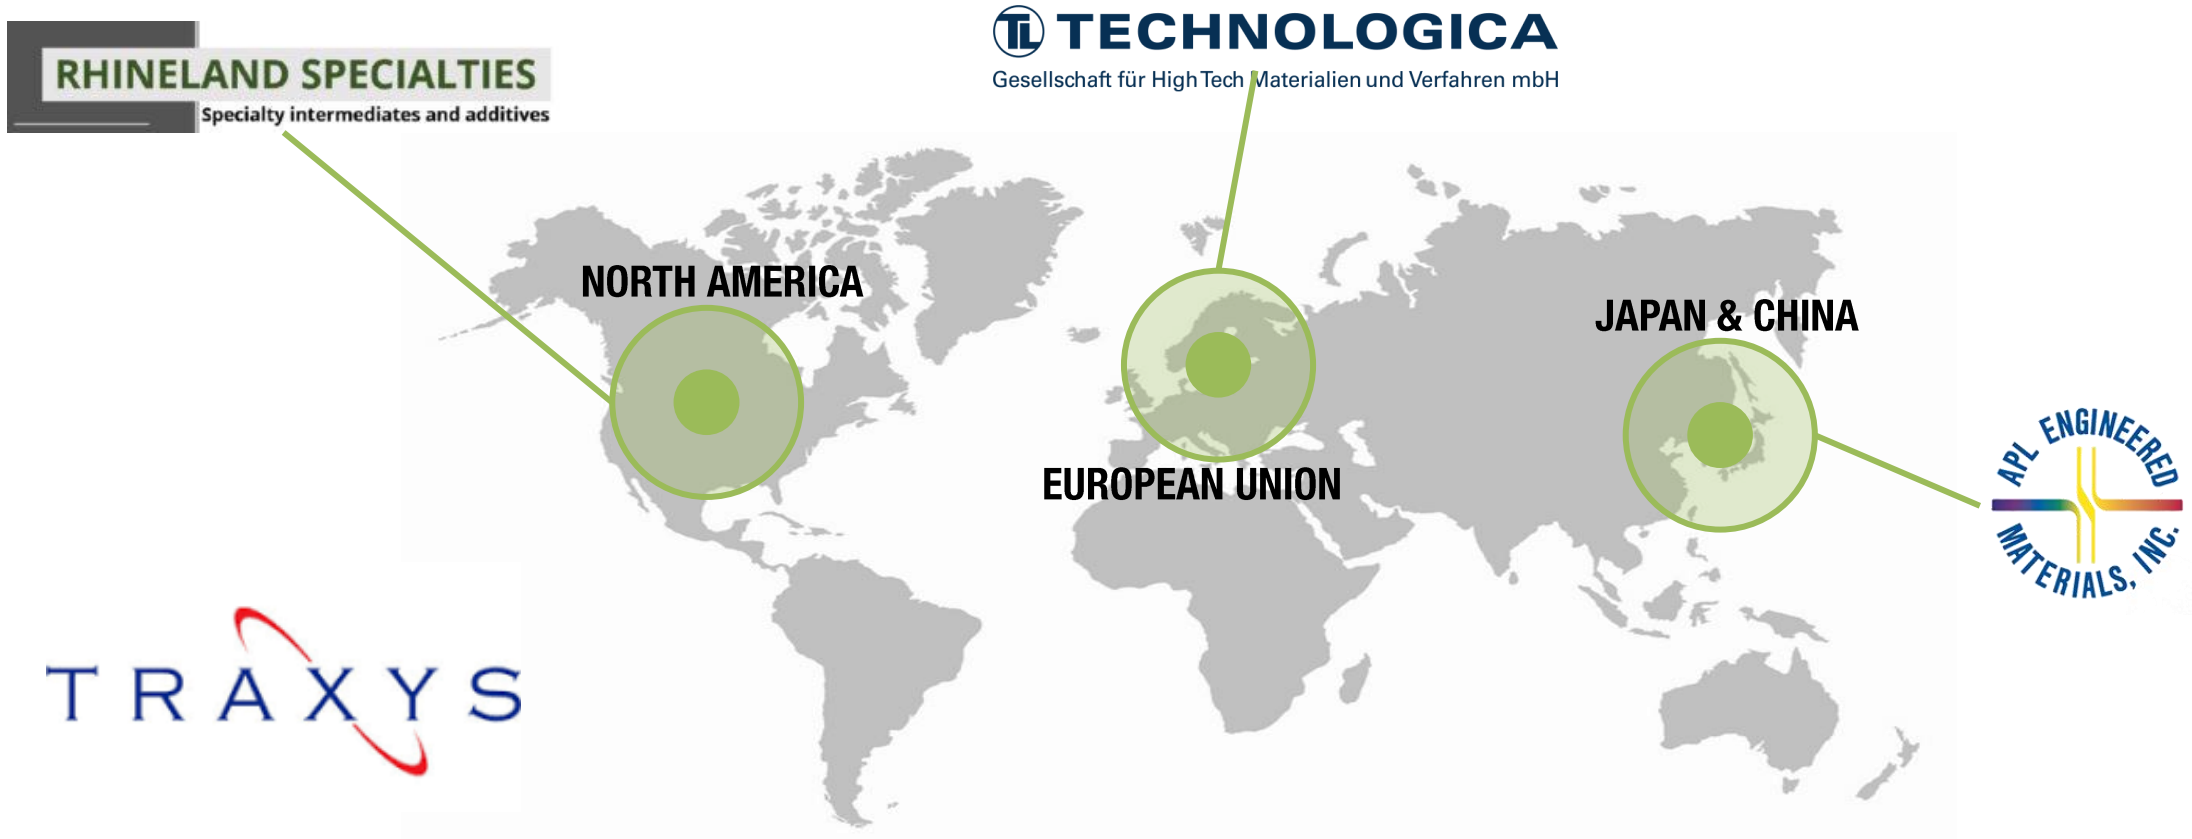 RHINELAND SPECIALTIES
Specialty intermediates and additives
TL TECHNOLOGICA
Gesellschaft für High Tech Materialien und Verfahren mbH
NORTH AMERICA
EUROPEAN UNION
JAPAN & CHINA
APL ENGINEERED
MATERIALS, INC.
TRAXYS